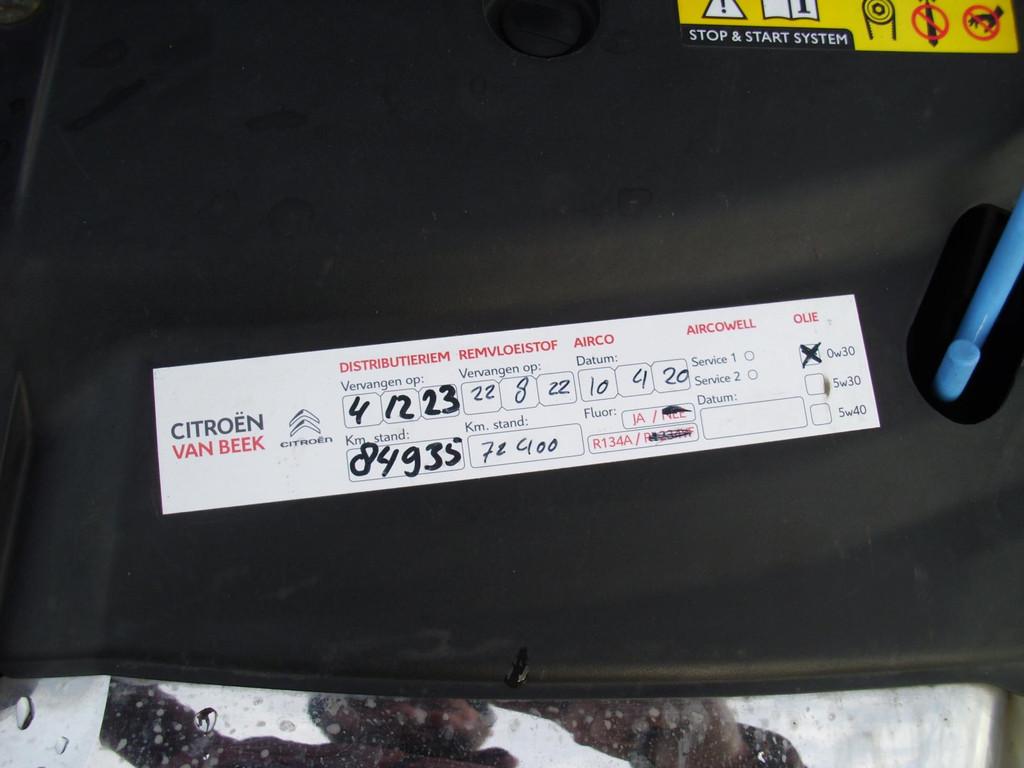 STOP & START SYSTEM
CITROËN
VAN BEEK
CITROËN
DISTRIBUTIERIEM
Vervangen op:
4 12 23
Km. stand:
84935
REMVLOEISTOF
Vervangen op:
22 8 22
Km. stand:
72400
AIRCO
Datum:
10 4 20
Fluor: JA / NEE
R134A / R1234YF
AIRCOWELL
Service 1
Service 2
Datum:
OLIE
0w30
5w30
5w40